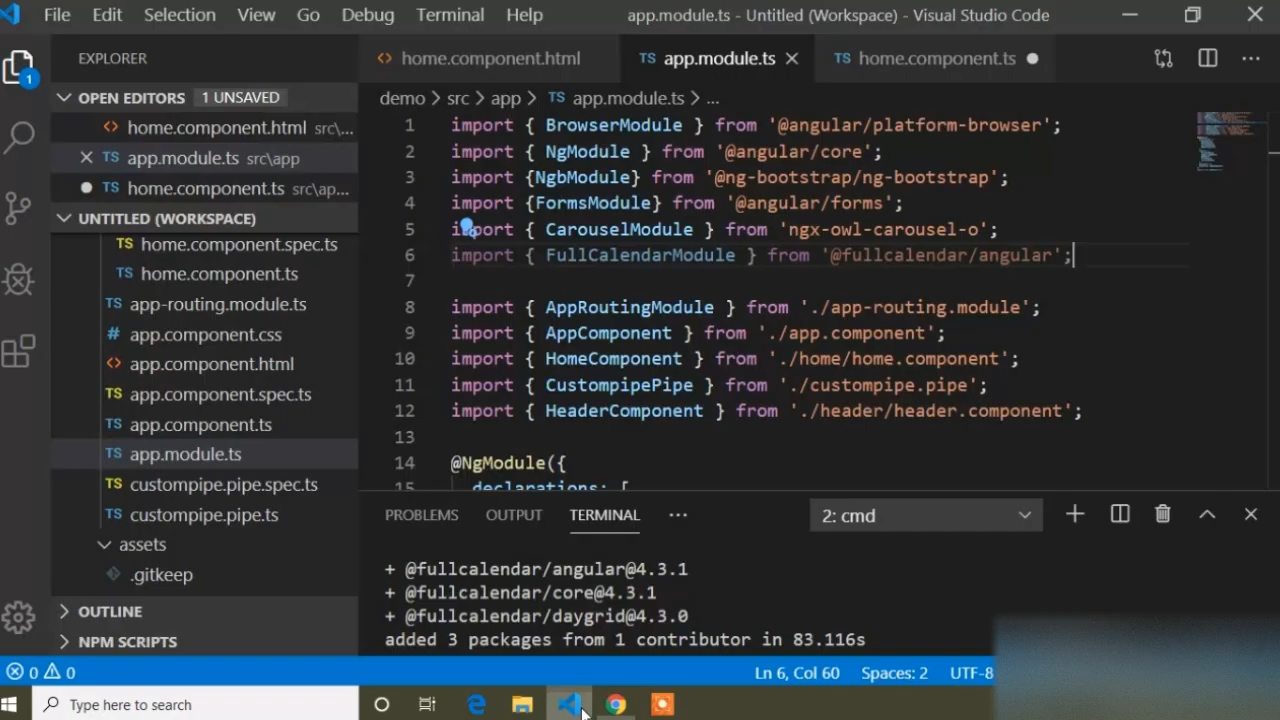 File Edit Selection View Go Debug Terminal Help app.module.ts - Untitled (Workspace) - Visual Studio Code
EXPLORER
1
OPEN EDITORS 1 UNSAVED
home.component.html src\...
app.module.ts src\app
home.component.ts src\ap...
UNTITLED (WORKSPACE)
home.component.spec.ts
home.component.ts
app-routing.module.ts
app.component.css
app.component.html
app.component.spec.ts
app.component.ts
app.module.ts
custompipe.pipe.spec.ts
custompipe.pipe.ts
assets
.gitkeep
OUTLINE
NPM SCRIPTS
home.component.html TS app.module.ts TS home.component.ts
demo > src > app > TS app.module.ts > ...
1 import { BrowserModule } from '@angular/platform-browser';
2 import { NgModule } from '@angular/core';
3 import {NgbModule} from '@ng-bootstrap/ng-bootstrap';
4 import {FormsModule} from '@angular/forms';
5 import { CarouselModule } from 'ngx-owl-carousel-o';
6 import { FullCalendarModule } from '@fullcalendar/angular';
7
8 import { AppRoutingModule } from './app-routing.module';
9 import { AppComponent } from './app.component';
10 import { HomeComponent } from './home/home.component';
11 import { CustompipePipe } from './custompipe.pipe';
12 import { HeaderComponent } from './header/header.component';
13
14 @NgModule({
15 declarations: [
PROBLEMS OUTPUT TERMINAL ... 2: cmd
+ @fullcalendar/angular@4.3.1
+ @fullcalendar/core@4.3.1
+ @fullcalendar/daygrid@4.3.0
added 3 packages from 1 contributor in 83.116s
0 0 Ln 6, Col 60 Spaces: 2 UTF-8
Type here to search